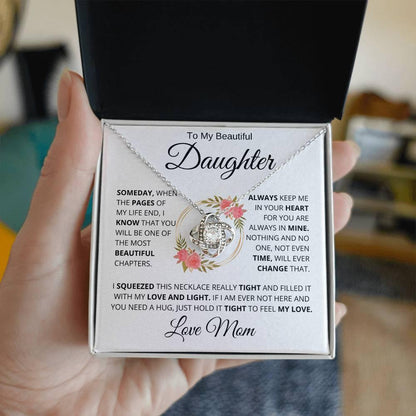 To My Beautiful
Daughter
SOMEDAY, WHEN
THE PAGES OF
MY LIFE END, I
KNOW THAT YOU
WILL BE ONE OF
THE MOST
BEAUTIFUL
CHAPTERS.
ALWAYS KEEP ME
IN YOUR HEART
FOR YOU ARE
ALWAYS IN MINE.
NOTHING AND NO
ONE, NOT EVEN
TIME, WILL EVER
CHANGE THAT.
I SQUEEZED THIS NECKLACE REALLY TIGHT AND FILLED IT
WITH MY LOVE AND LIGHT. IF I AM EVER NOT HERE AND
YOU NEED A HUG, JUST HOLD IT TIGHT TO FEEL MY LOVE.
Love Mom